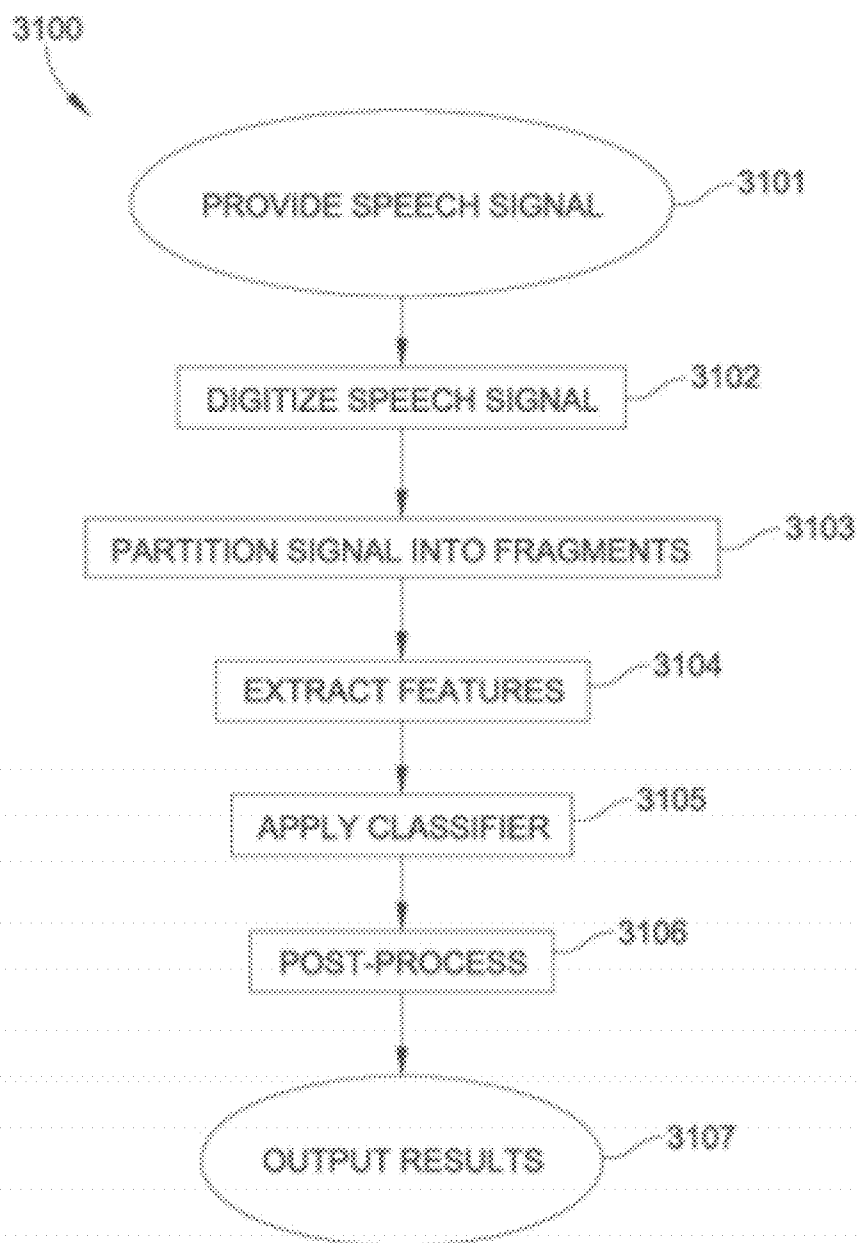 3100
PROVIDE SPEECH SIGNAL
3101
DIGITIZE SPEECH SIGNAL
3102
PARTITION SIGNAL INTO FRAGMENTS
3103
EXTRACT FEATURES
3104
APPLY CLASSIFIER
3105
POST-PROCESS
3106
OUTPUT RESULTS
3107